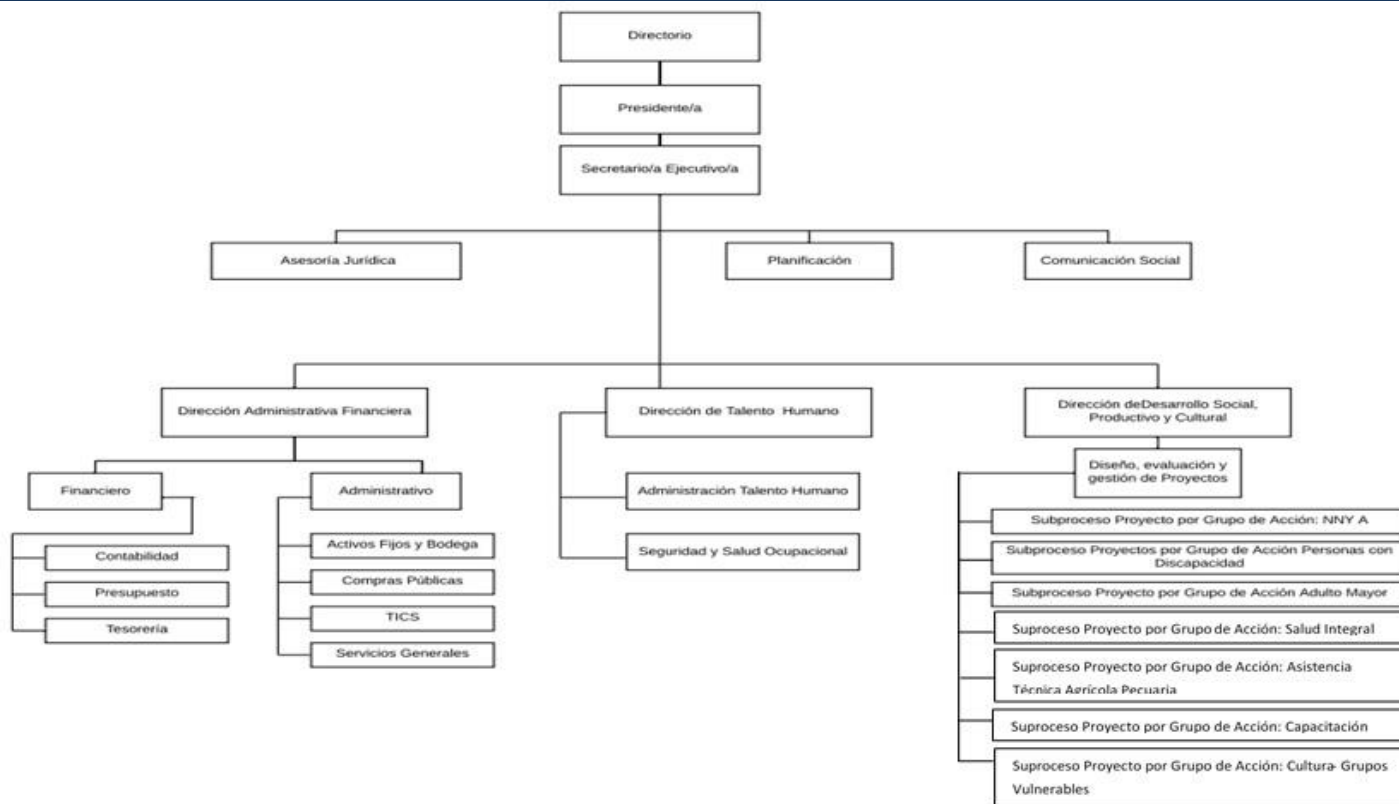 Directorio
Presidente/a
Secretario/a Ejecutivo/a
Asesoría Jurídica
Planificación
Comunicación Social
Dirección Administrativa Financiera
Dirección de Talento Humano
Dirección deDesarrollo Social,
Productivo y Cultural
Financiero
Administrativo
Contabilidad
Presupuesto
Tesorería
Activos Fijos y Bodega
Compras Públicas
TICS
Servicios Generales
Administración Talento Humano
Seguridad y Salud Ocupacional
Diseño, evaluación y
gestión de Proyectos
Subproceso Proyecto por Grupo de Acción: NNY A
Subproceso Proyectos por Grupo de Acción Personas con
Discapacidad
Subproceso Proyecto por Grupo de Acción Adulto Mayor
Suproceso Proyecto por Grupo de Acción: Salud Integral
Suproceso Proyecto por Grupo de Acción: Asistencia
Técnica Agrícola Pecuaria
Suproceso Proyecto por Grupo de Acción: Capacitación
Suproceso Proyecto por Grupo de Acción: Cultura- Grupos
Vulnerables